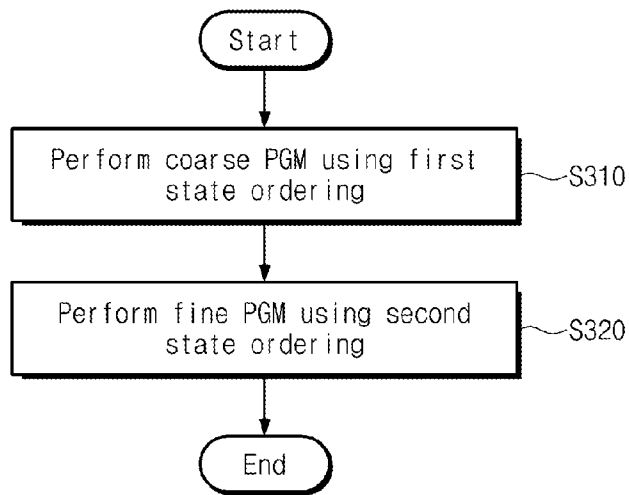 Start
Perform coarse PGM using first
state ordering
S310
Perform fine PGM using second
state ordering
S320
End